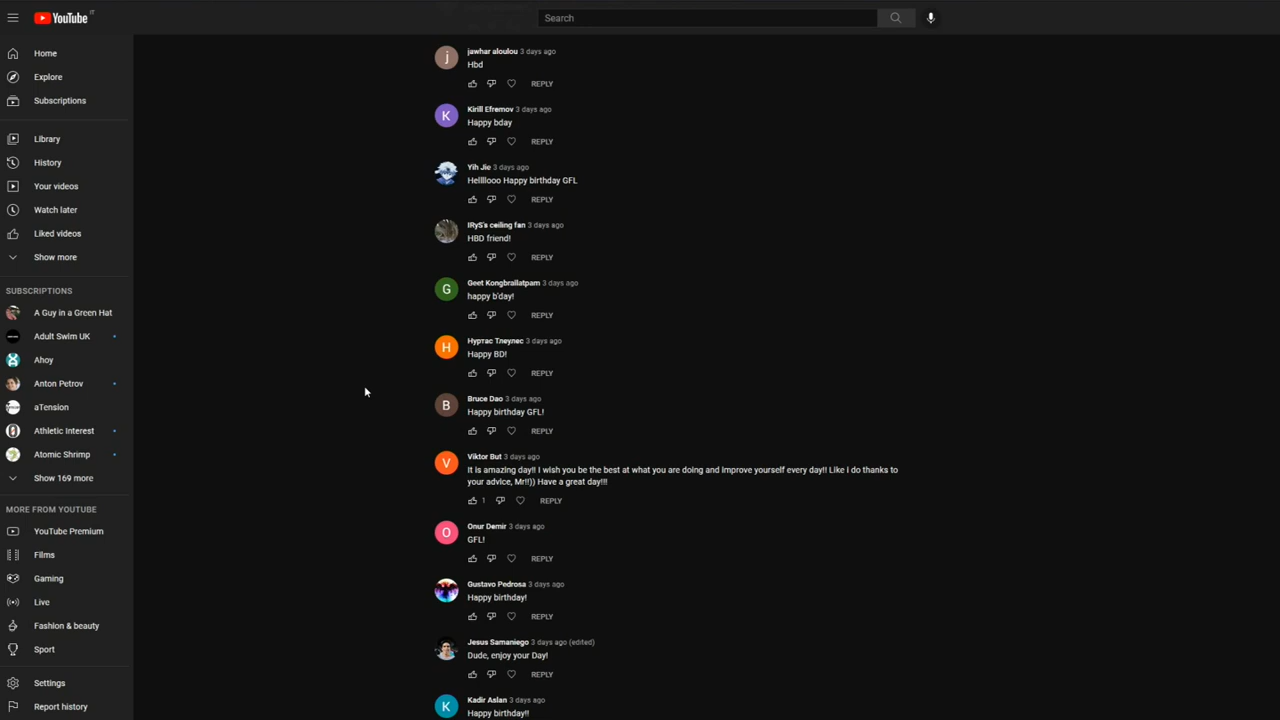 YouTube IT
Search
Home
Explore
Subscriptions
Library
History
Your videos
Watch later
Liked videos
Show more
SUBSCRIPTIONS
A Guy in a Green Hat
Adult Swim UK
Ahoy
Anton Petrov
aTension
Athletic Interest
Atomic Shrimp
Show 169 more
MORE FROM YOUTUBE
YouTube Premium
Films
Gaming
Live
Fashion & beauty
Sport
Settings
Report history
j
jawhar aloulou 3 days ago
Hbd
REPLY
K
Kirill Efremov 3 days ago
Happy bday
REPLY
Yih Jie 3 days ago
Helllooo Happy birthday GFL
REPLY
IRyS's ceiling fan 3 days ago
HBD friend!
REPLY
G
Geet Kongbrailatpam 3 days ago
happy b'day!
REPLY
Н
Нуртас Тлеулес 3 days ago
Happy BD!
REPLY
B
Bruce Dao 3 days ago
Happy birthday GFL!
REPLY
V
Viktor But 3 days ago
It is amazing day!! I wish you be the best at what you are doing and improve yourself every day!! Like I do thanks to
your advice, Mr!!)) Have a great day!!!
1 REPLY
O
Onur Demir 3 days ago
GFL!
REPLY
Gustavo Pedrosa 3 days ago
Happy birthday!
REPLY
Jesus Samaniego 3 days ago (edited)
Dude, enjoy your Day!
REPLY
K
Kadir Aslan 3 days ago
Happy birthday!!